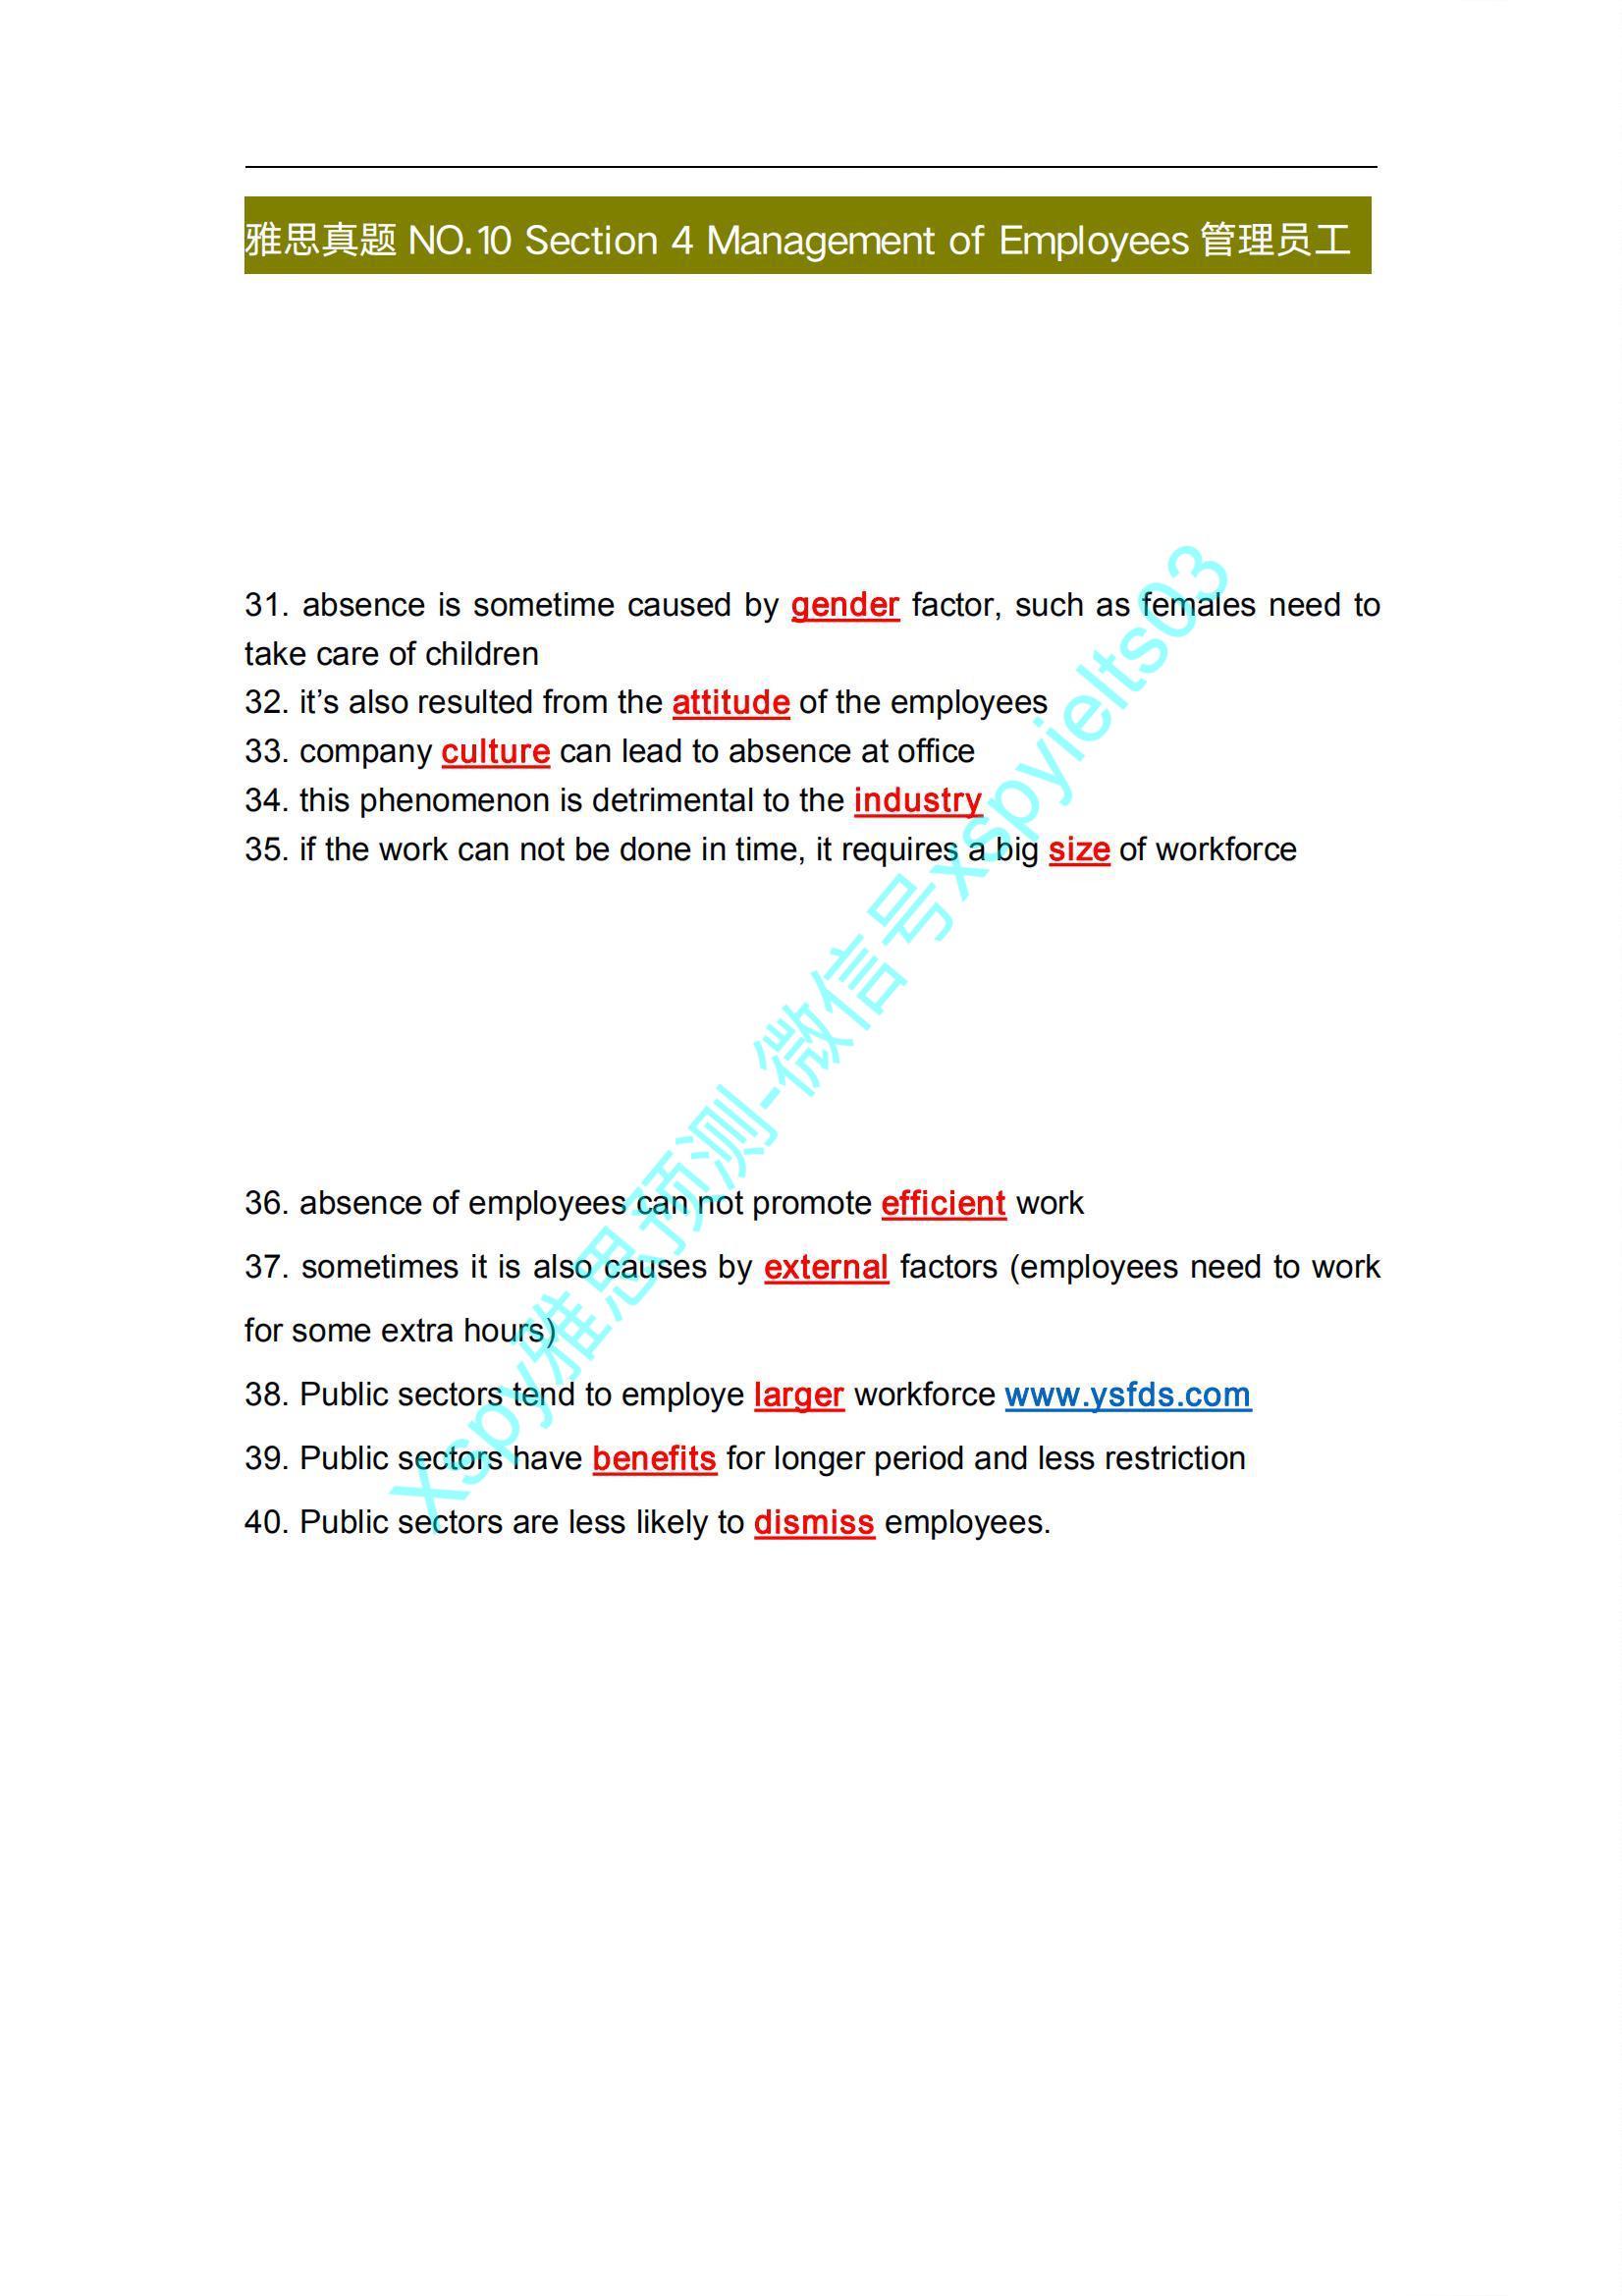 雅思真题 NO.10 Section 4 Management of Employees 管理员工
31. absence is sometime caused by gender factor, such as females need to
take care of children
32. it’s also resulted from the attitude of the employees
33. company culture can lead to absence at office
34. this phenomenon is detrimental to the industry
35. if the work can not be done in time, it requires a big size of workforce
36. absence of employees can not promote efficient work
37. sometimes it is also causes by external factors (employees need to work
for some extra hours)
38. Public sectors tend to employe larger workforce www.ysfds.com
39. Public sectors have benefits for longer period and less restriction
40. Public sectors are less likely to dismiss employees.
xspy雅思预测-微信号xspyielts03